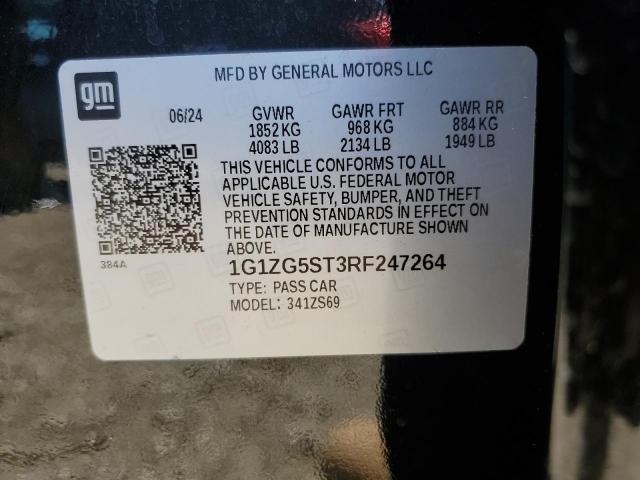 gm
MFD BY GENERAL MOTORS LLC
06/24 GVWR GAWR FRT GAWR RR
1852 KG 968 KG 884 KG
4083 LB 2134 LB 1949 LB
THIS VEHICLE CONFORMS TO ALL
APPLICABLE U.S. FEDERAL MOTOR
VEHICLE SAFETY, BUMPER, AND THEFT
PREVENTION STANDARDS IN EFFECT ON
THE DATE OF MANUFACTURE SHOWN
ABOVE.
384A
1G1ZG5ST3RF247264
TYPE: PASS CAR
MODEL: 341ZS69